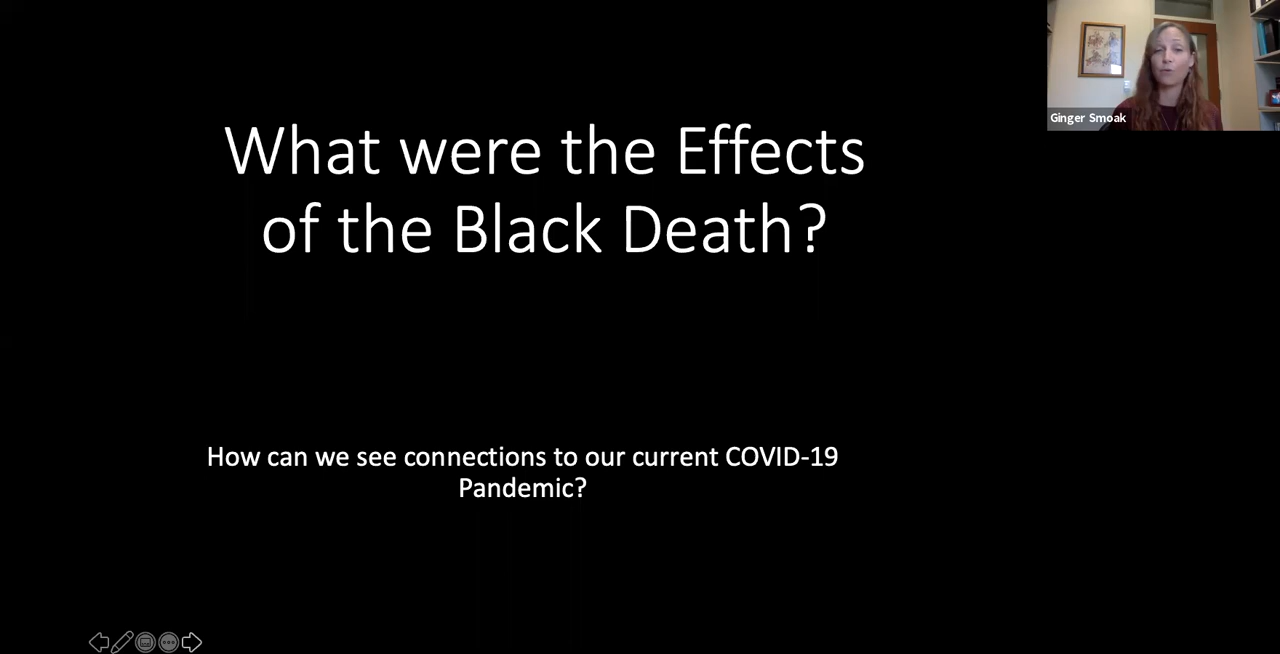 What were the Effects
of the Black Death?
How can we see connections to our current COVID-19
Pandemic?
Ginger Smoak